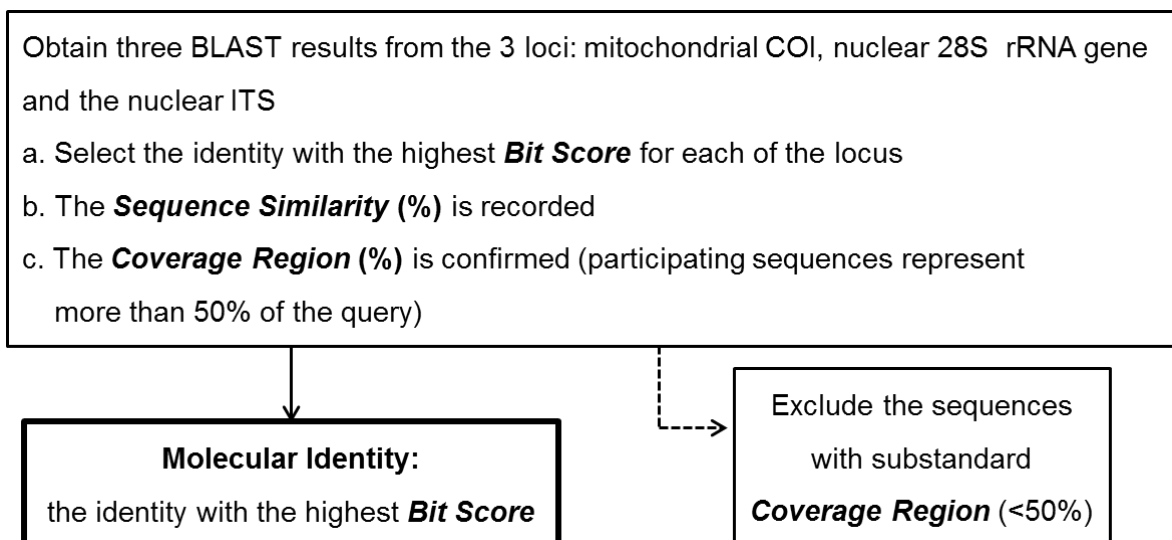 Obtain three BLAST results from the 3 loci: mitochondrial COI, nuclear 28S rRNA gene
and the nuclear ITS
a. Select the identity with the highest Bit Score for each of the locus
b. The Sequence Similarity (%) is recorded
c. The Coverage Region (%) is confirmed (participating sequences represent
more than 50% of the query)
Molecular Identity:
the identity with the highest Bit Score
Exclude the sequences
with substandard
Coverage Region (<50%)